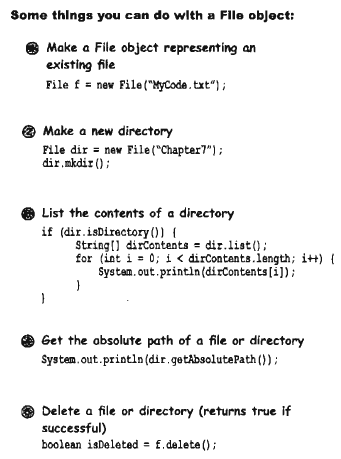 Some things you can do with a File object:
Make a File object representing an
existing file
File f = new File("MyCode.txt");
② Make a new directory
File dir = new File("Chapter7");
dir.mkdir();
List the contents of a directory
if (dir.isDirectory()) {
String[] dirContents = dir.list();
for (int i = 0; i < dirContents.length; i++) {
System.out.println(dirContents[i]);
}
}
Get the absolute path of a file or directory
System.out.println(dir.getAbsolutePath());
Delete a file or directory (returns true if
successful)
boolean isDeleted = f.delete();